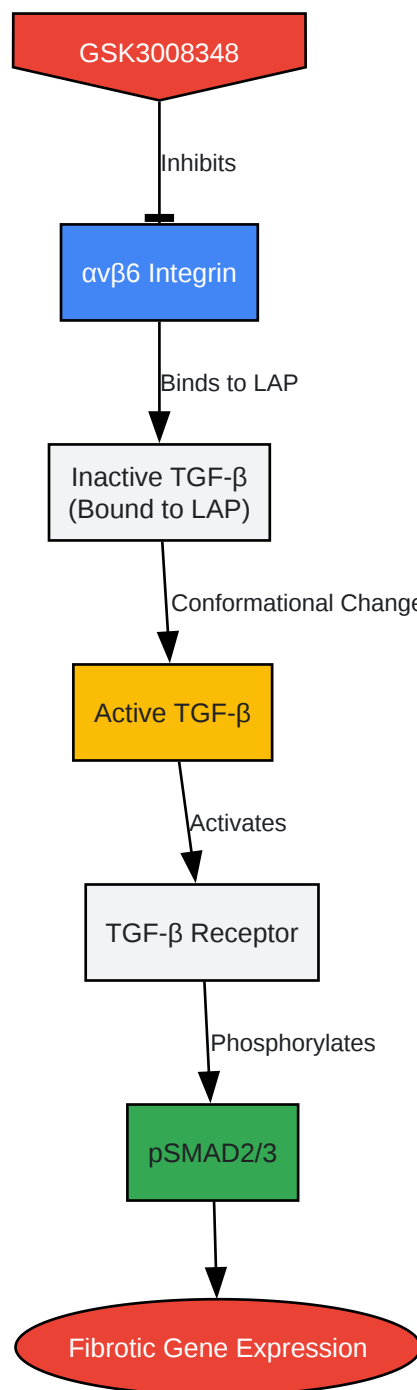 GSK3008348
Inhibits
αvβ6 Integrin
Binds to LAP
Inactive TGF-β
(Bound to LAP)
Conformational Change
Active TGF-β
Activates
TGF-β Receptor
Phosphorylates
pSMAD2/3
Fibrotic Gene Expression